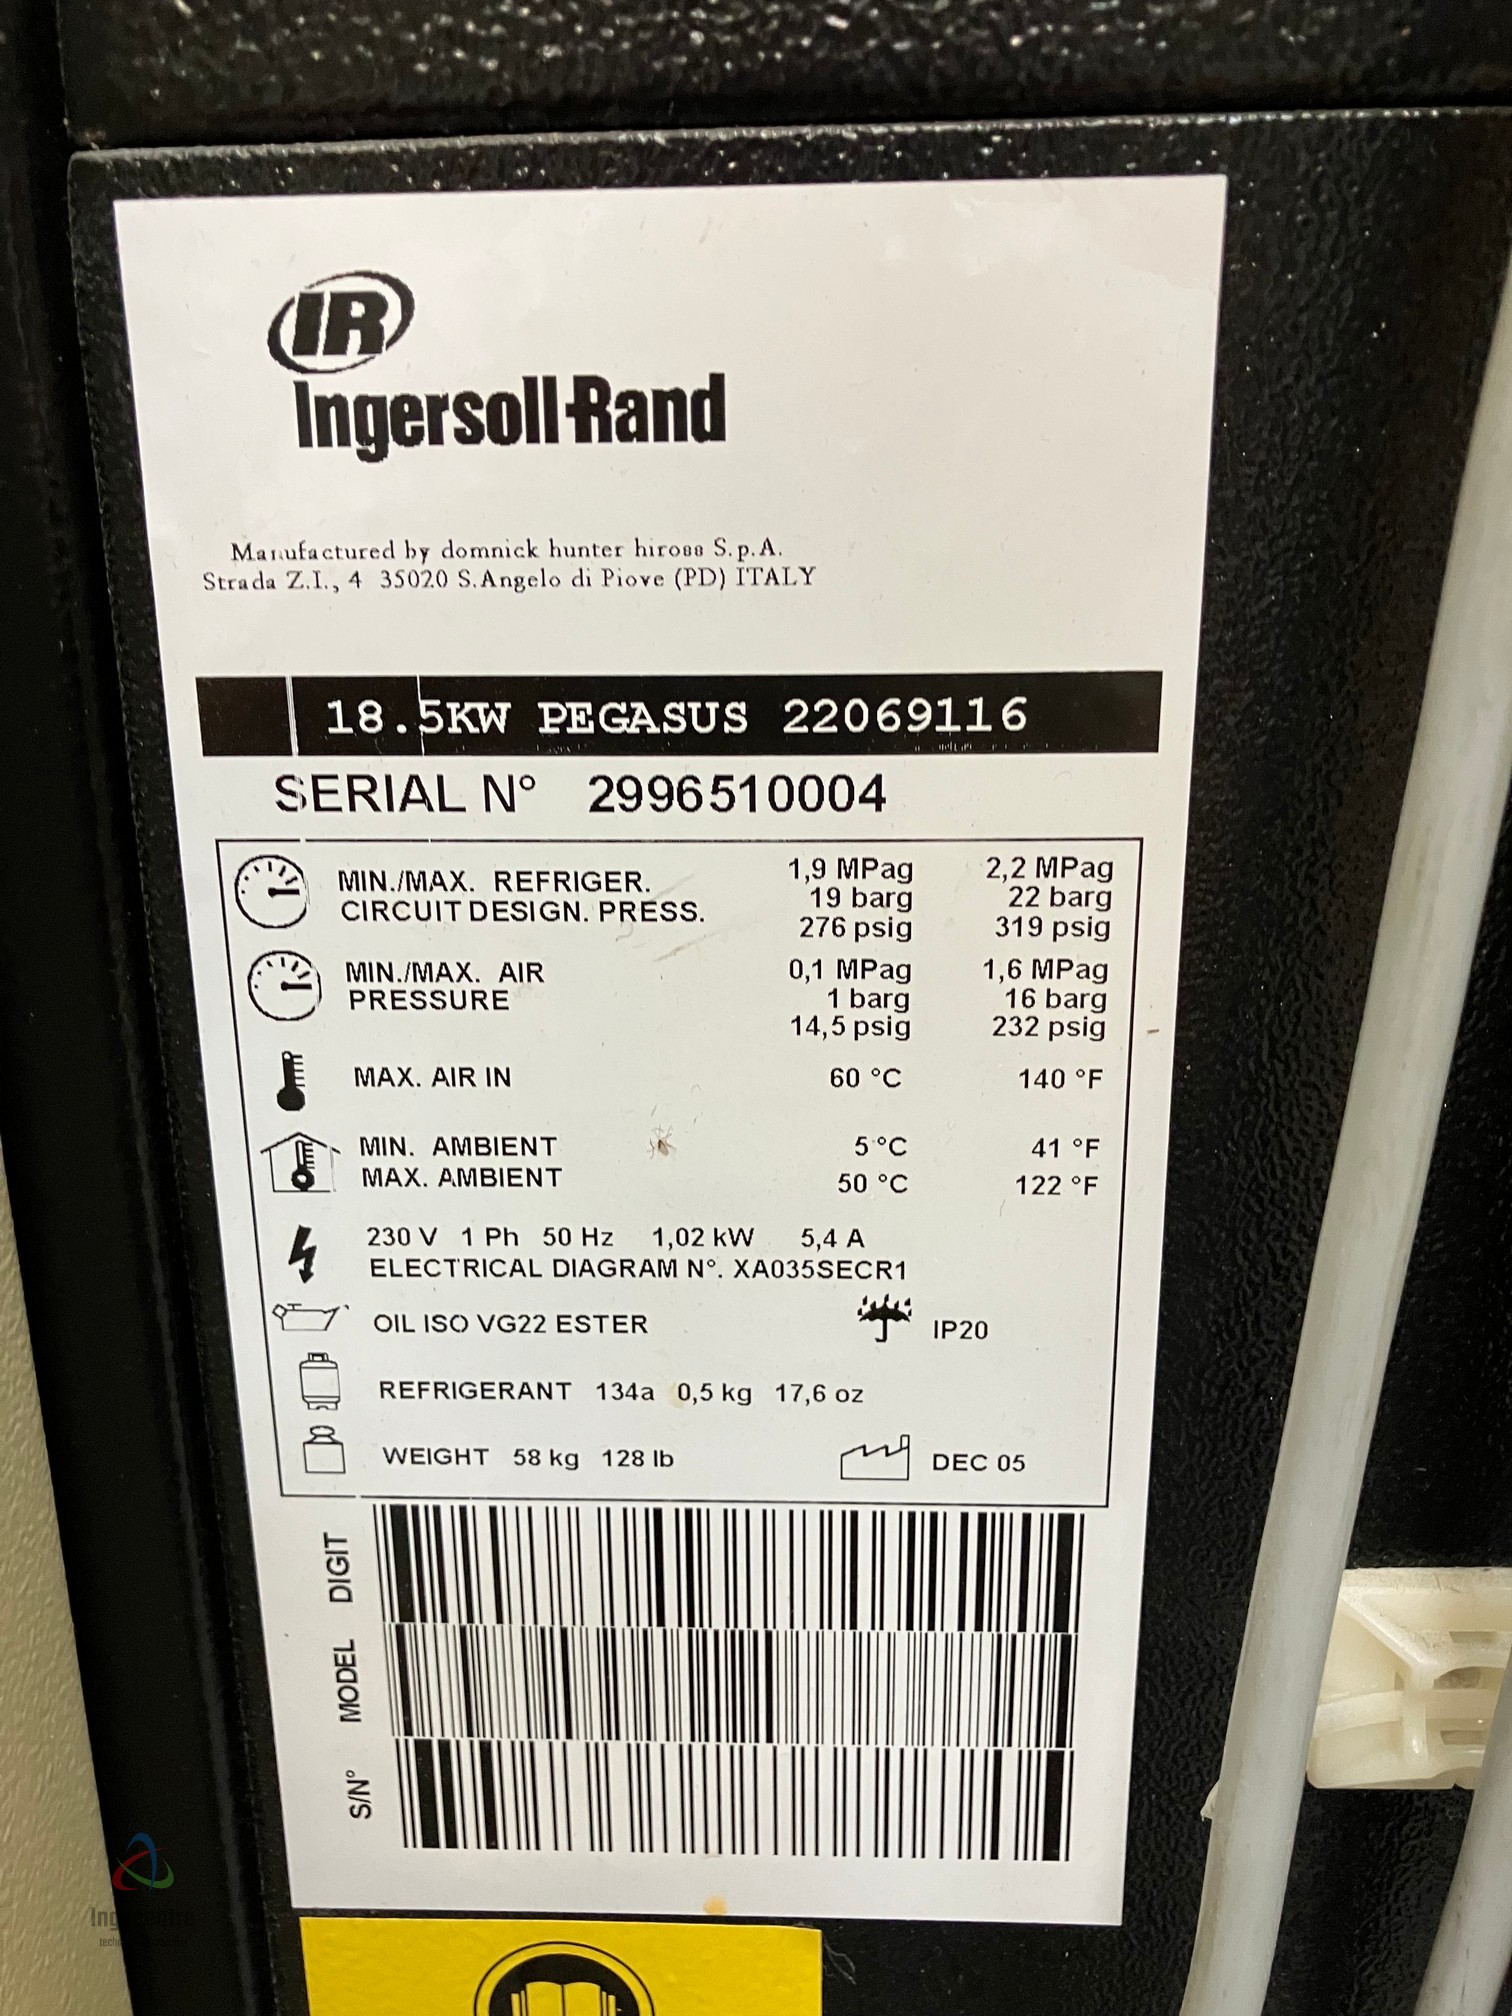 IR
Ingersoll-Rand
Manufactured by domnick hunter hiross S.p.A.
Strada Z.I., 4 35020 S.Angelo di Piove (PD) ITALY
18.5KW PEGASUS 22069116
SERIAL N° 2996510004
MIN./MAX. REFRIGER. 1,9 MPag 2,2 MPag
CIRCUIT DESIGN. PRESS. 19 barg 22 barg
276 psig 319 psig
MIN./MAX. AIR 0,1 MPag 1,6 MPag
PRESSURE 1 barg 16 barg
14,5 psig 232 psig
MAX. AIR IN 60 °C 140 °F
MIN. AMBIENT 5 °C 41 °F
MAX. AMBIENT 50 °C 122 °F
230 V 1 Ph 50 Hz 1,02 kW 5,4 A
ELECTRICAL DIAGRAM N°. XA035SECR1
OIL ISO VG22 ESTER IP20
REFRIGERANT 134a 0,5 kg 17,6 oz
WEIGHT 58 kg 128 lb DEC 05
DIGIT
MODEL
S/N°